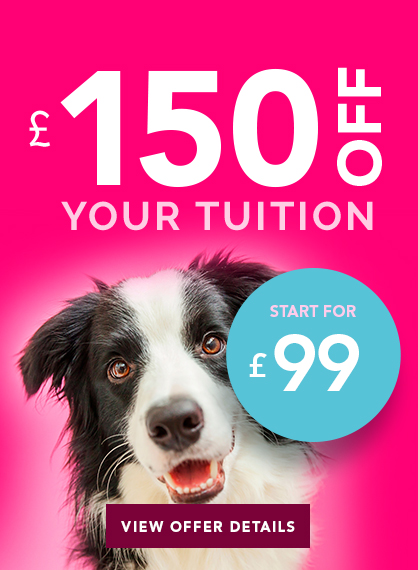 £150 OFF
YOUR TUITION
START FOR
£99
VIEW OFFER DETAILS